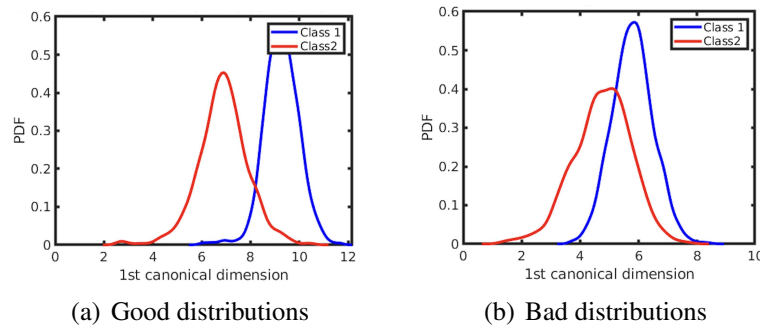 0.6
0.5
0.4
0.3
0.2
0.1
0
PDF
0 2 4 6 8 10 12
1st canonical dimension
Class 1
Class2
(a) Good distributions
0.6
0.5
0.4
0.3
0.2
0.1
0
PDF
0 2 4 6 8 10
1st canonical dimension
Class 1
Class2
(b) Bad distributions